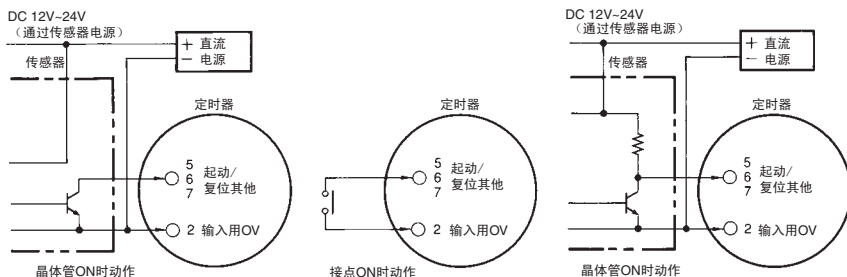 DC 12V~24V
（通过传感器电源）
+ 直流
− 电源
传感器
定时器
5
6
7
起动/
复位其他
2 输入用OV
晶体管ON时动作
定时器
5
6
7
起动/
复位其他
2 输入用OV
接点ON时动作
DC 12V~24V
（通过传感器电源）
+ 直流
− 电源
传感器
定时器
5
6
7
起动/
复位其他
2 输入用OV
晶体管ON时动作